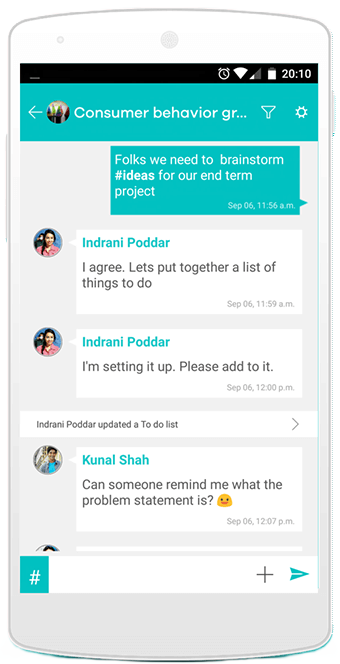 20:10
Consumer behavior gr...
Folks we need to brainstorm
#ideas for our end term
project
Sep 06, 11:56 a.m.
Indrani Poddar
I agree. Lets put together a list of
things to do
Sep 06, 11:59 a.m.
Indrani Poddar
I'm setting it up. Please add to it.
Sep 06, 12:00 p.m.
Indrani Poddar updated a To do list
Kunal Shah
Can someone remind me what the
problem statement is? 😛
Sep 06, 12:07 p.m.
#